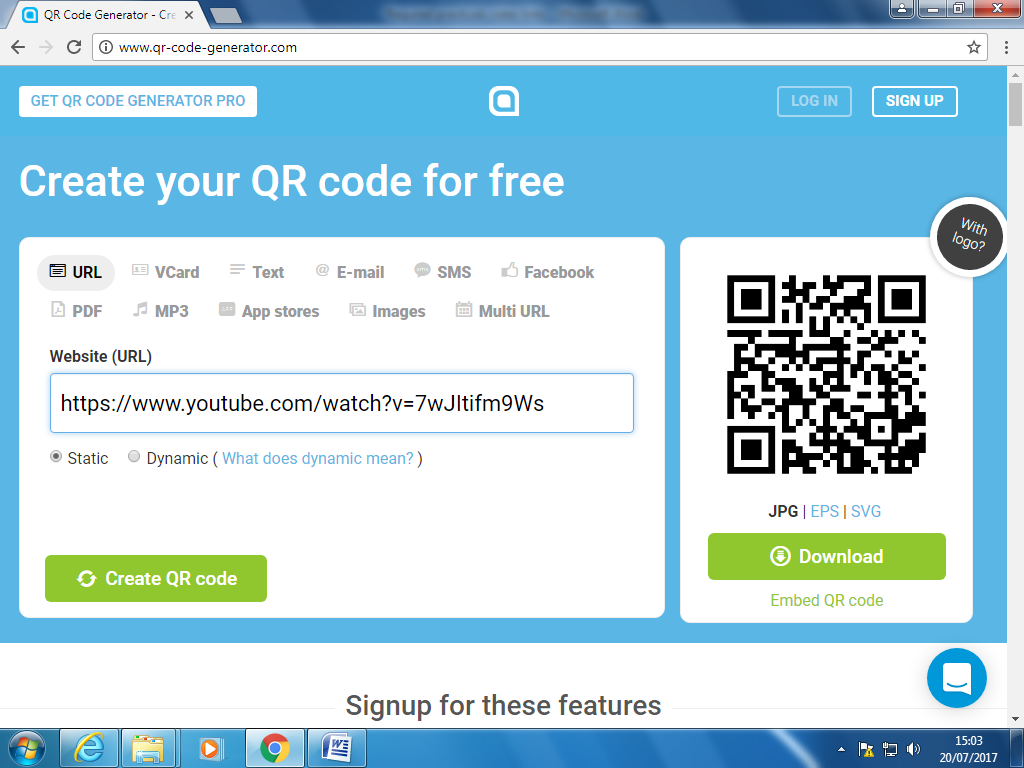 QR Code Generator - Cre
www.qr-code-generator.com
GET QR CODE GENERATOR PRO
LOG IN
SIGN UP
Create your QR code for free
With logo?
URL
VCard
Text
E-mail
SMS
Facebook
PDF
MP3
App stores
Images
Multi URL
Website (URL)
https://www.youtube.com/watch?v=7wJItifm9Ws
Static
Dynamic ( What does dynamic mean? )
Create QR code
JPG | EPS | SVG
Download
Embed QR code
Signup for these features
15:03
20/07/2017